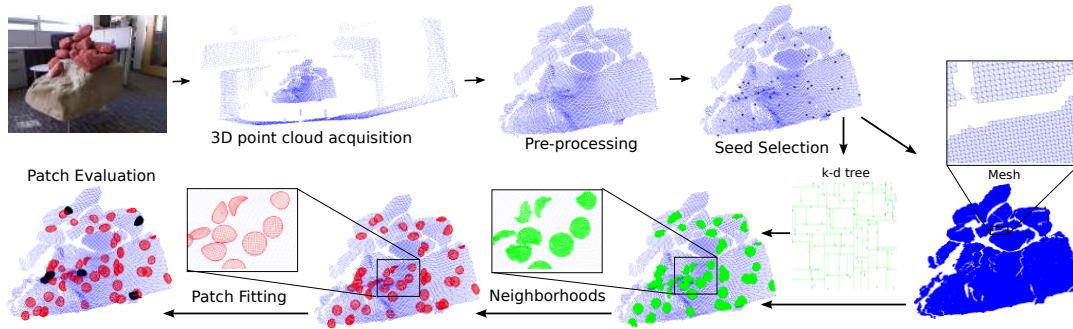 3D point cloud acquisition
Pre-processing
Seed Selection
k-d tree
Mesh
Neighborhoods
Patch Fitting
Patch Evaluation